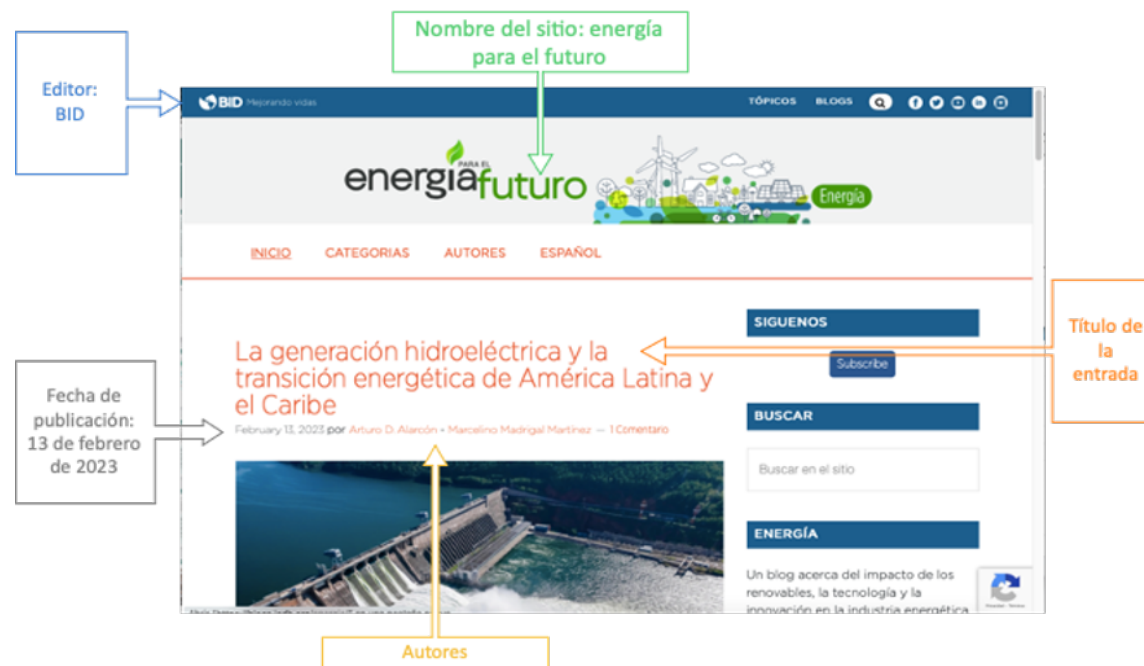 Nombre del sitio: energía
para el futuro
Editor:
BID
BID Mejorando vidas
TÓPICOS BLOGS
energía PARA EL futuro
Energía
INICIO CATEGORIAS AUTORES ESPAÑOL
SIGUENOS
Subscribe
Título de
la
entrada
La generación hidroeléctrica y la
transición energética de América Latina y
el Caribe
February 13, 2023 por Arturo D. Alarcón - Marcelino Madrigal Martínez — 1 Comentario
Fecha de
publicación:
13 de febrero
de 2023
BUSCAR
Buscar en el sitio
ENERGÍA
Un blog acerca del impacto de los
renovables, la tecnología y la
innovación en la industria energética
Autores